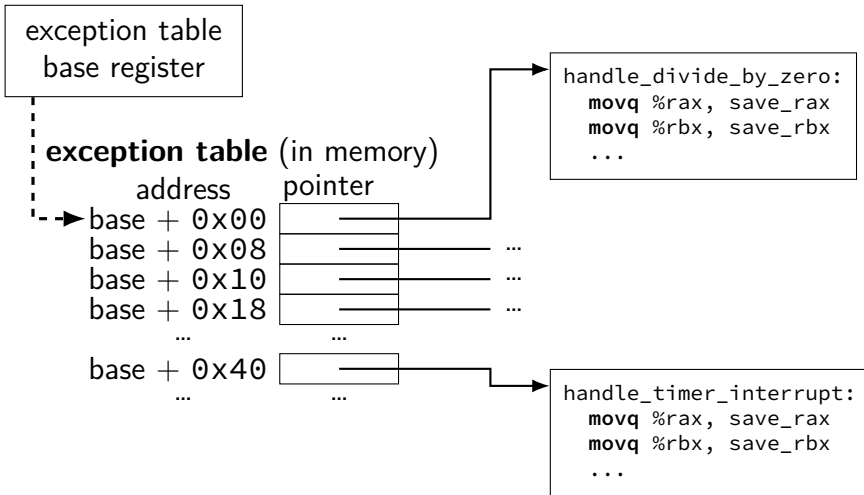 exception table
base register
exception table (in memory)
address pointer
base + 0x00
base + 0x08 ...
base + 0x10 ...
base + 0x18 ...
... ...
base + 0x40
... ...
handle_divide_by_zero:
movq %rax, save_rax
movq %rbx, save_rbx
...
handle_timer_interrupt:
movq %rax, save_rax
movq %rbx, save_rbx
...